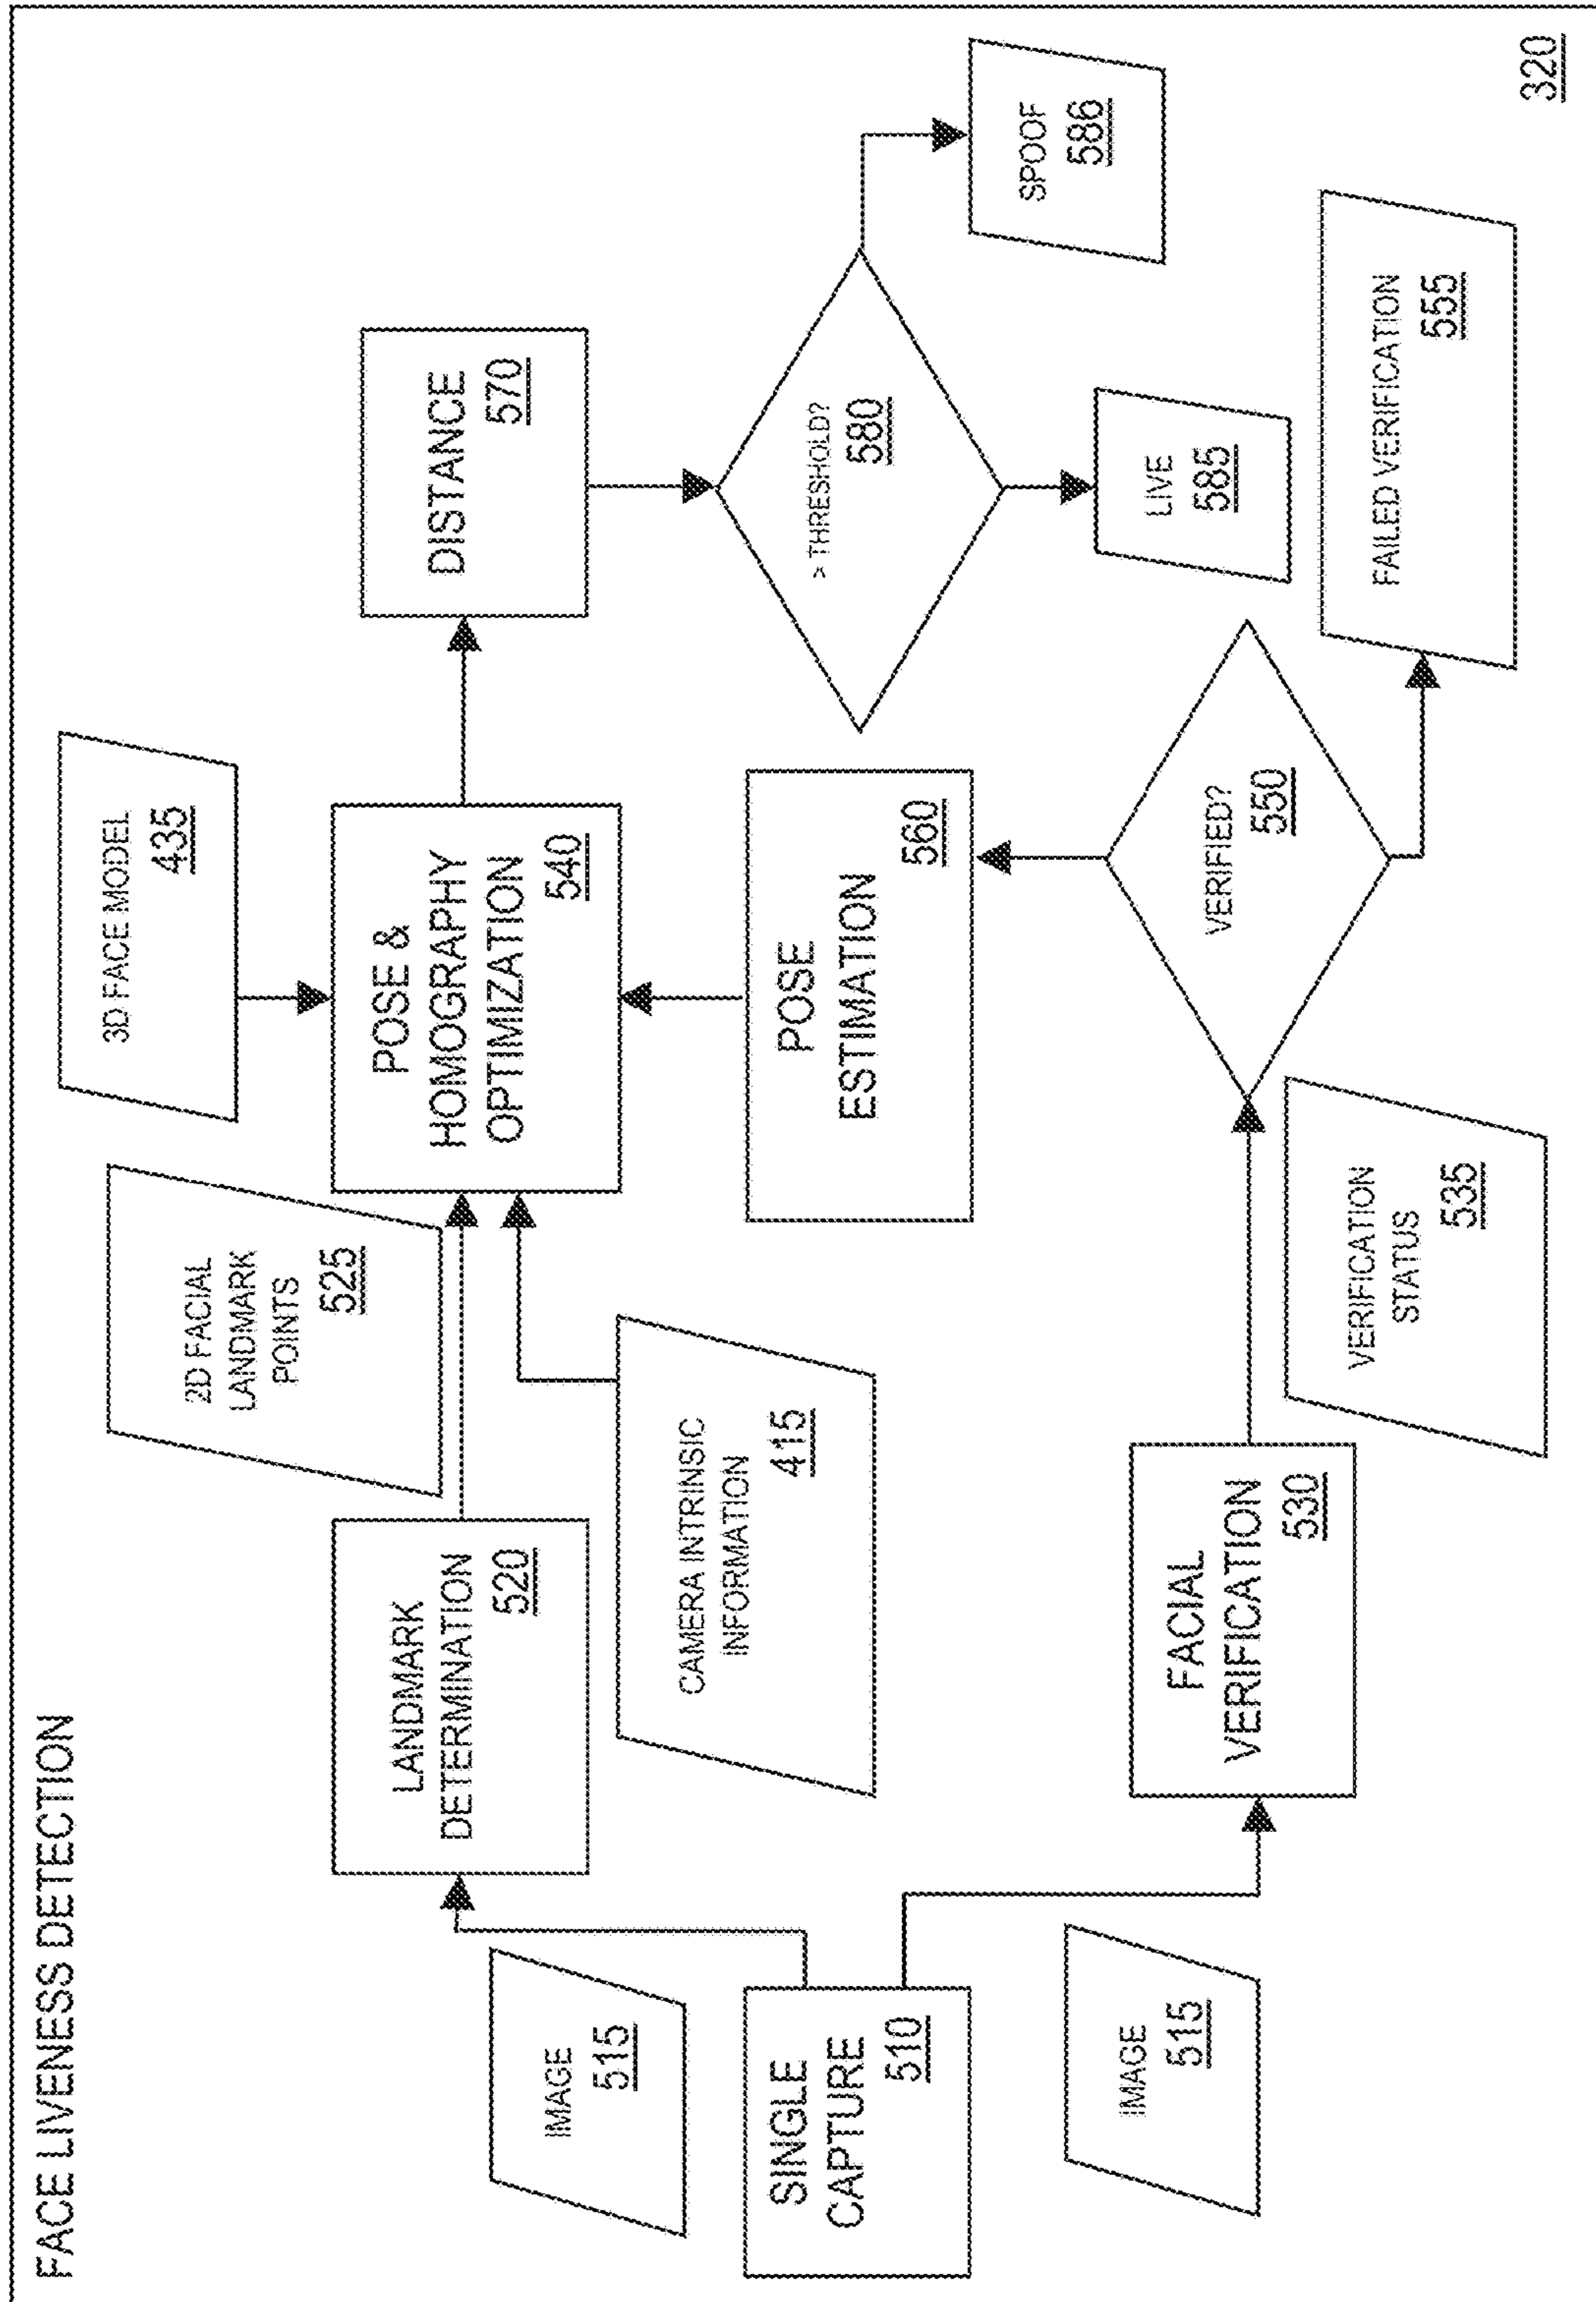 FACE LIVENESS DETECTION
3D FACE MODEL
435
2D FACIAL
LANDMARK
POINTS
525
LANDMARK
DETERMINATION
520
POSE &
HOMOGRAPHY
OPTIMIZATION
540
DISTANCE
570
IMAGE
515
CAMERA INTRINSIC
INFORMATION
415
SINGLE
CAPTURE
510
POSE
ESTIMATION
560
> THRESHOLD?
580
SPOOF
586
LIVE
585
IMAGE
515
FACIAL
VERIFICATION
530
VERIFICATION
STATUS
535
VERIFIED?
550
FAILED VERIFICATION
555
320